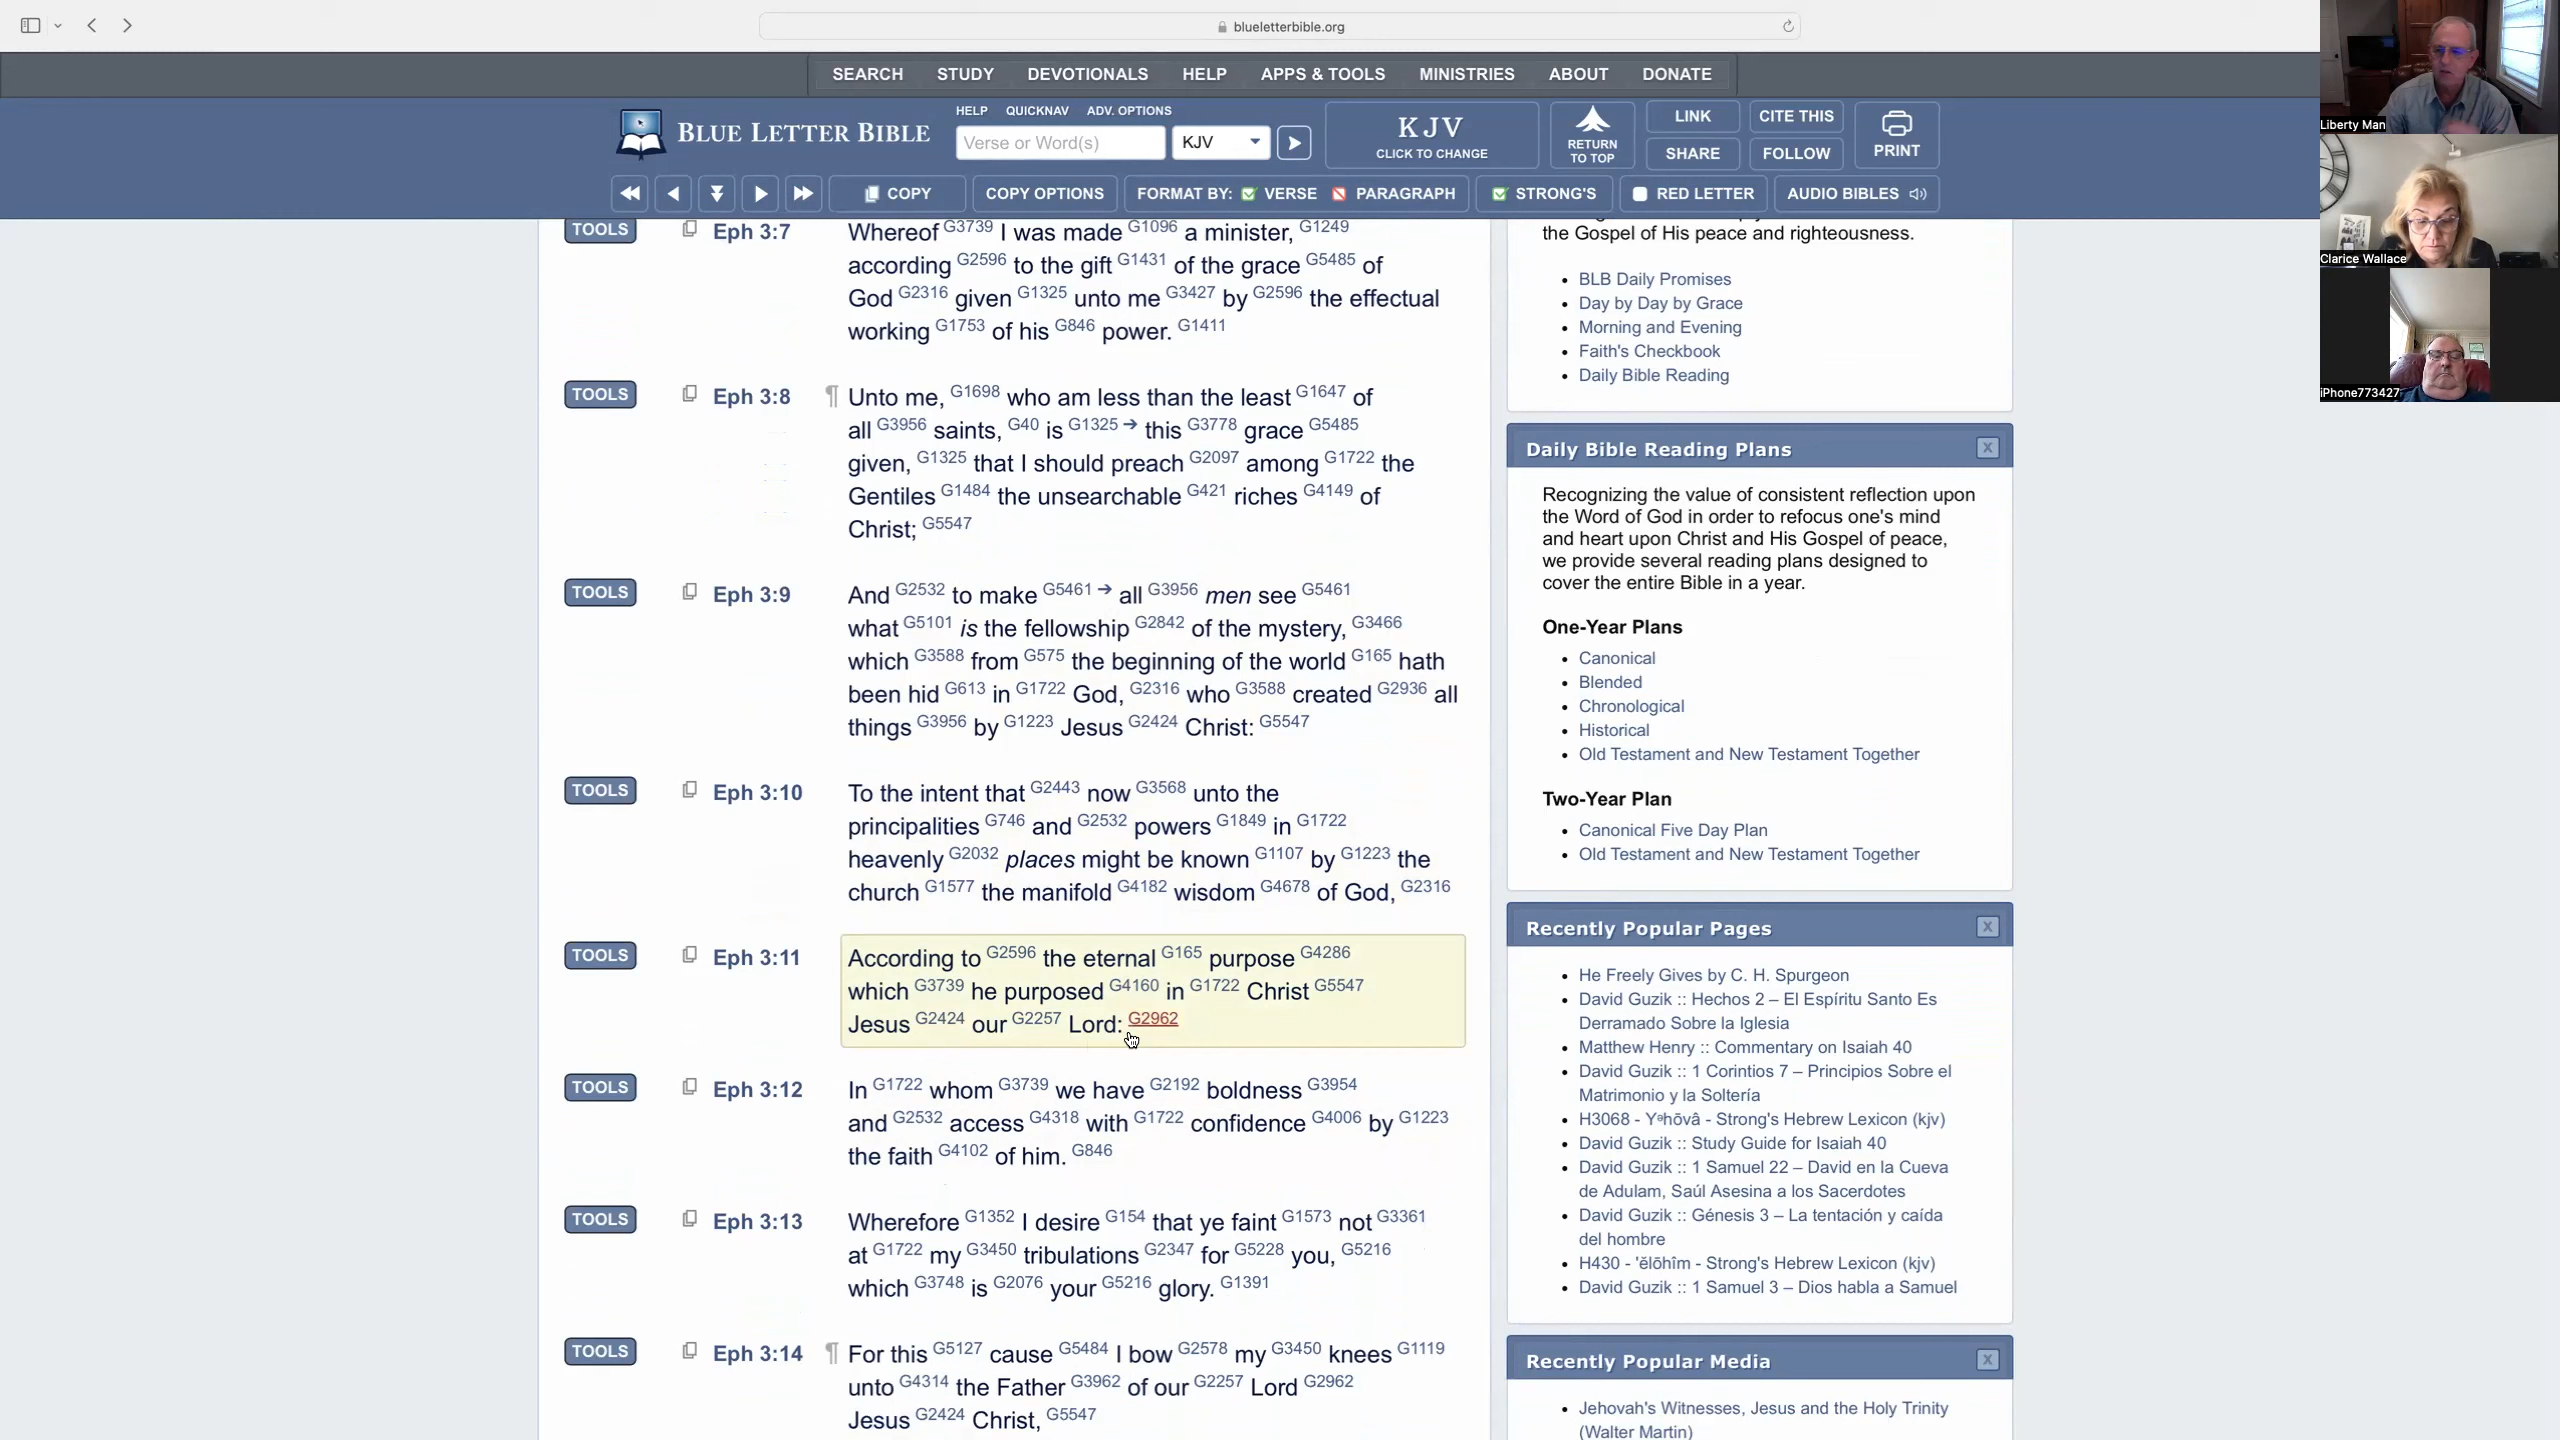 blueletterbible.org
SEARCH STUDY DEVOTIONALS HELP APPS & TOOLS MINISTRIES ABOUT DONATE
BLUE LETTER BIBLE
HELP QUICKNAV ADV. OPTIONS
Verse or Word(s) KJV
KJV
CLICK TO CHANGE
RETURN
TO TOP
LINK CITE THIS
SHARE FOLLOW
PRINT
COPY COPY OPTIONS FORMAT BY: VERSE PARAGRAPH STRONG'S RED LETTER AUDIO BIBLES
TOOLS Eph 3:7 Whereof G3739 I was made G1096 a minister, G1249
according G2596 to the gift G1431 of the grace G5485 of
God G2316 given G1325 unto me G3427 by G2596 the effectual
working G1753 of his G846 power. G1411
TOOLS Eph 3:8 ¶ Unto me, G1698 who am less than the least G1647 of
all G3956 saints, G40 is G1325 → this G3778 grace G5485
given, G1325 that I should preach G2097 among G1722 the
Gentiles G1484 the unsearchable G421 riches G4149 of
Christ; G5547
TOOLS Eph 3:9 And G2532 to make G5461 → all G3956 men see G5461
what G5101 is the fellowship G2842 of the mystery, G3466
which G3588 from G575 the beginning of the world G165 hath
been hid G613 in G1722 God, G2316 who G3588 created G2936 all
things G3956 by G1223 Jesus G2424 Christ: G5547
TOOLS Eph 3:10 To the intent that G2443 now G3568 unto the
principalities G746 and G2532 powers G1849 in G1722
heavenly G2032 places might be known G1107 by G1223 the
church G1577 the manifold G4182 wisdom G4678 of God, G2316
TOOLS Eph 3:11 According to G2596 the eternal G165 purpose G4286
which G3739 he purposed G4160 in G1722 Christ G5547
Jesus G2424 our G2257 Lord: G2962
TOOLS Eph 3:12 In G1722 whom G3739 we have G2192 boldness G3954
and G2532 access G4318 with G1722 confidence G4006 by G1223
the faith G4102 of him. G846
TOOLS Eph 3:13 Wherefore G1352 I desire G154 that ye faint G1573 not G3361
at G1722 my G3450 tribulations G2347 for G5228 you, G5216
which G3748 is G2076 your G5216 glory. G1391
TOOLS Eph 3:14 ¶ For this G5127 cause G5484 I bow G2578 my G3450 knees G1119
unto G4314 the Father G3962 of our G2257 Lord G2962
Jesus G2424 Christ, G5547
the Gospel of His peace and righteousness.
BLB Daily Promises
Day by Day by Grace
Morning and Evening
Faith's Checkbook
Daily Bible Reading
Daily Bible Reading Plans X
Recognizing the value of consistent reflection upon
the Word of God in order to refocus one's mind
and heart upon Christ and His Gospel of peace,
we provide several reading plans designed to
cover the entire Bible in a year.
One-Year Plans
Canonical
Blended
Chronological
Historical
Old Testament and New Testament Together
Two-Year Plan
Canonical Five Day Plan
Old Testament and New Testament Together
Recently Popular Pages X
He Freely Gives by C. H. Spurgeon
David Guzik :: Hechos 2 – El Espíritu Santo Es
Derramado Sobre la Iglesia
Matthew Henry :: Commentary on Isaiah 40
David Guzik :: 1 Corintios 7 – Principios Sobre el
Matrimonio y la Soltería
H3068 - Yᵊhōvâ - Strong's Hebrew Lexicon (kjv)
David Guzik :: Study Guide for Isaiah 40
David Guzik :: 1 Samuel 22 – David en la Cueva
de Adulam, Saúl Asesina a los Sacerdotes
David Guzik :: Génesis 3 – La tentación y caída
del hombre
H430 - 'ĕlōhîm - Strong's Hebrew Lexicon (kjv)
David Guzik :: 1 Samuel 3 – Dios habla a Samuel
Recently Popular Media X
Jehovah's Witnesses, Jesus and the Holy Trinity
(Walter Martin)
Liberty Man
Clarice Wallace
iPhone773427